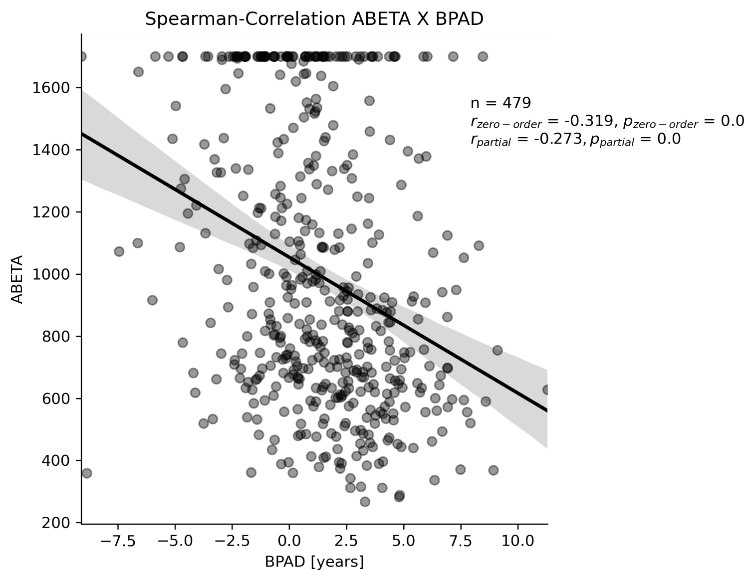 Spearman-Correlation ABETA X BPAD
1600
1400
1200
1000
800
600
400
200
ABETA
n = 479
r_zero-order = -0.319, p_zero-order = 0.0
r_partial = -0.273, p_partial = 0.0
−7.5 −5.0 −2.5 0.0 2.5 5.0 7.5 10.0
BPAD [years]